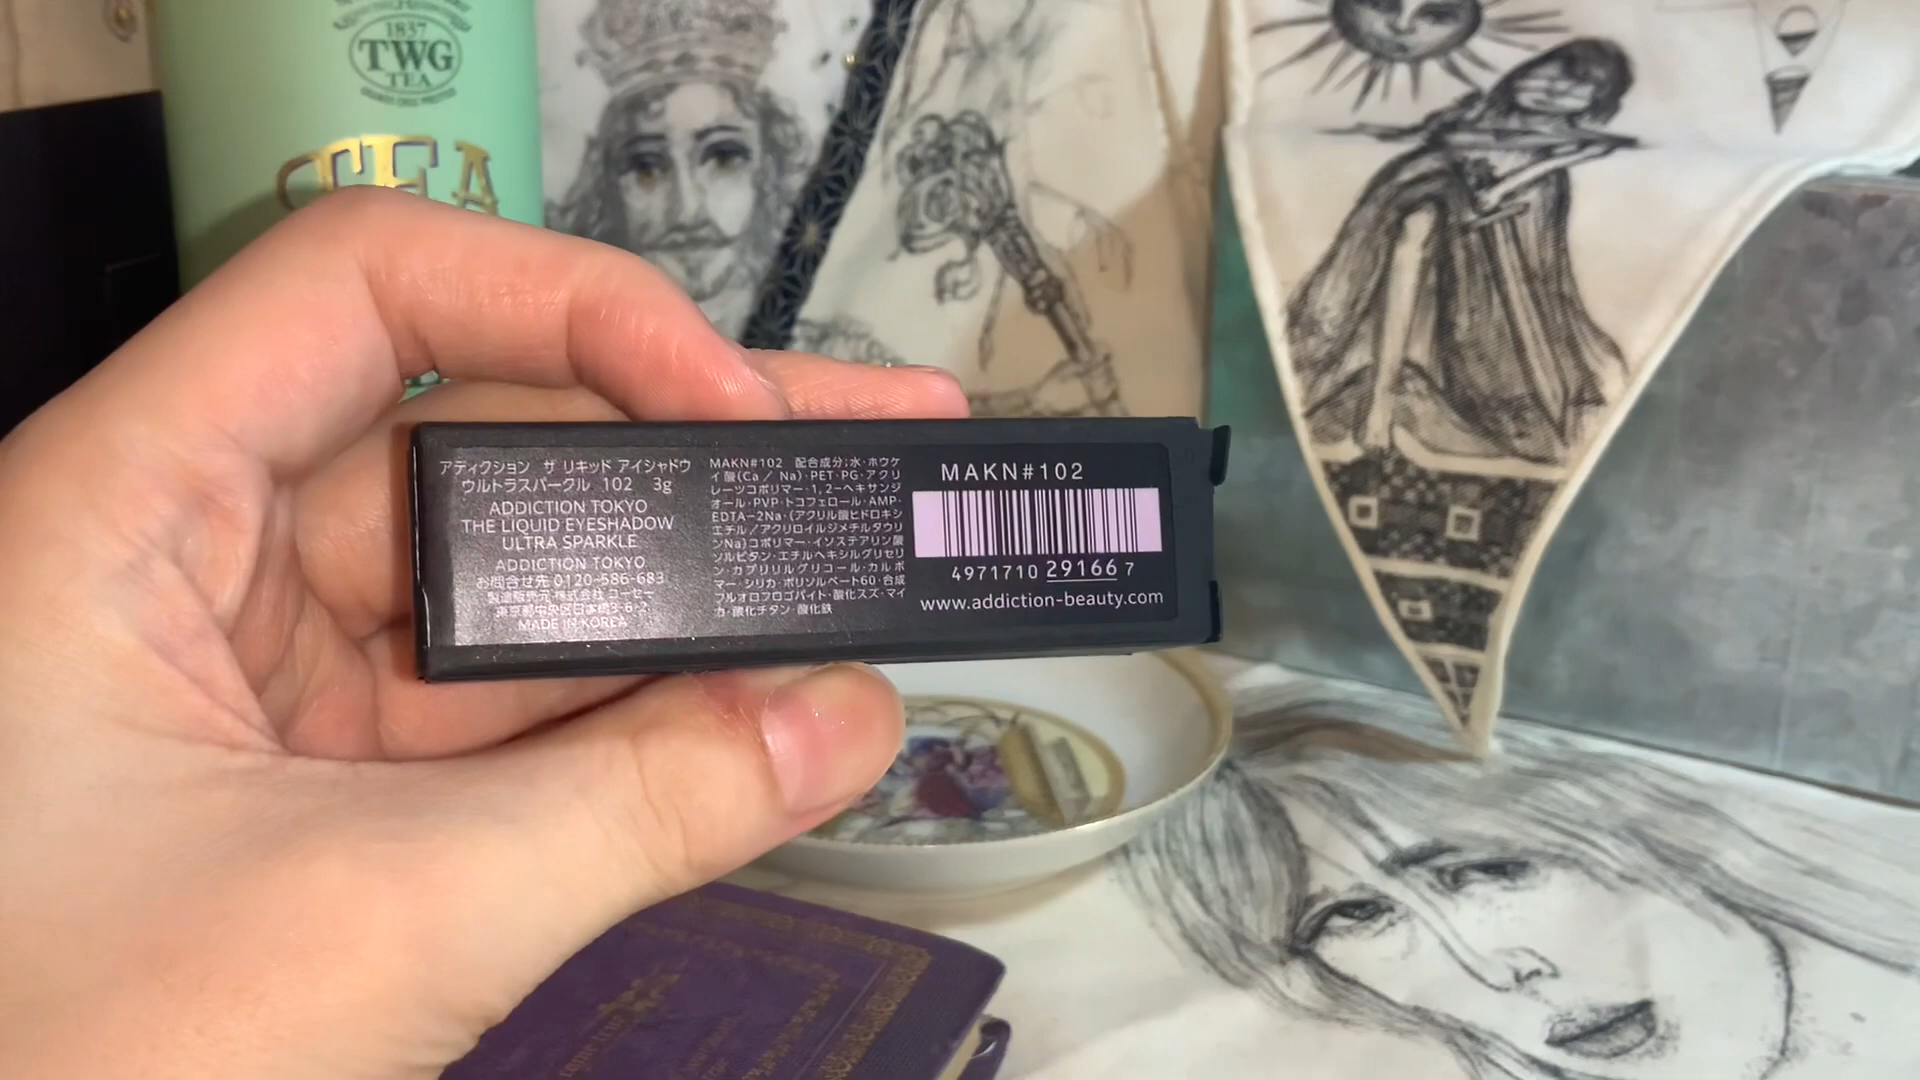 1837
TWG
TEA
TEA
アディクション ザ リキッド アイシャドウ
ウルトラスパークル 102 3g
ADDICTION TOKYO
THE LIQUID EYESHADOW
ULTRA SPARKLE
ADDICTION TOKYO
お問合せ先 0120-586-683
製造販売元 株式会社 コーセー
東京都中央区日本橋3-6-2
MADE IN KOREA
MAKN#102 配合成分:水・ホウケ
イ酸(Ca/Na)・PET・PG・アクリ
レーツコポリマー・1,2-ヘキサンジ
オール・PVP・トコフェロール・AMP・
EDTA-2Na・(アクリル酸ヒドロキシ
エチル/アクリロイルジメチルタウリ
ンNa)コポリマー・イソステアリン酸
ソルビタン・エチルヘキシルグリセリ
ン・カプリリルグリコール・カルボ
マー・シリカ・ポリソルベート60・合成
フルオロフロゴパイト・酸化スズ・マイ
カ・酸化チタン・酸化鉄
MAKN#102
4971710 29166 7
www.addiction-beauty.com